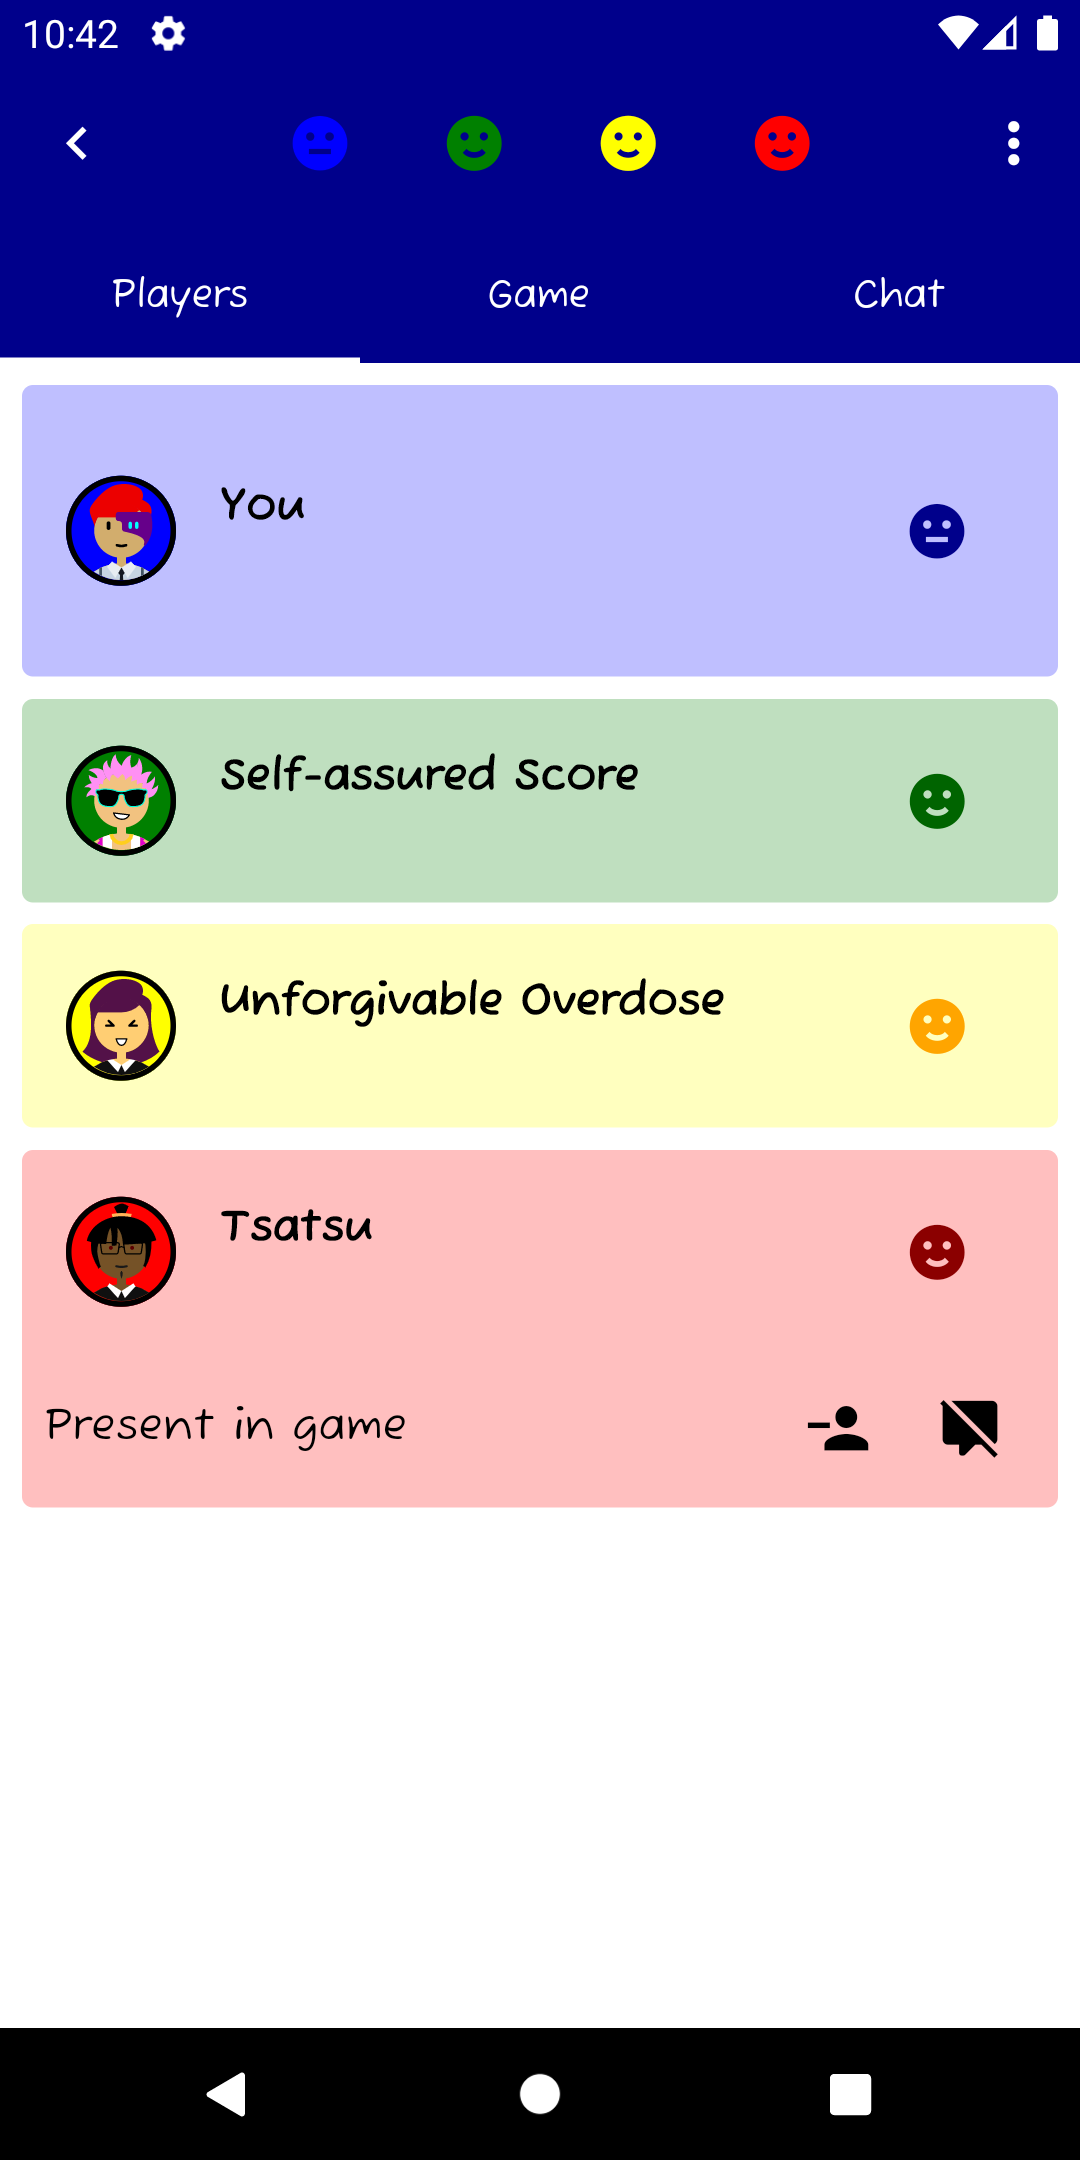 10:42
Players Game Chat
You
Self-assured Score
Unforgivable Overdose
Tsatsu
Present in game